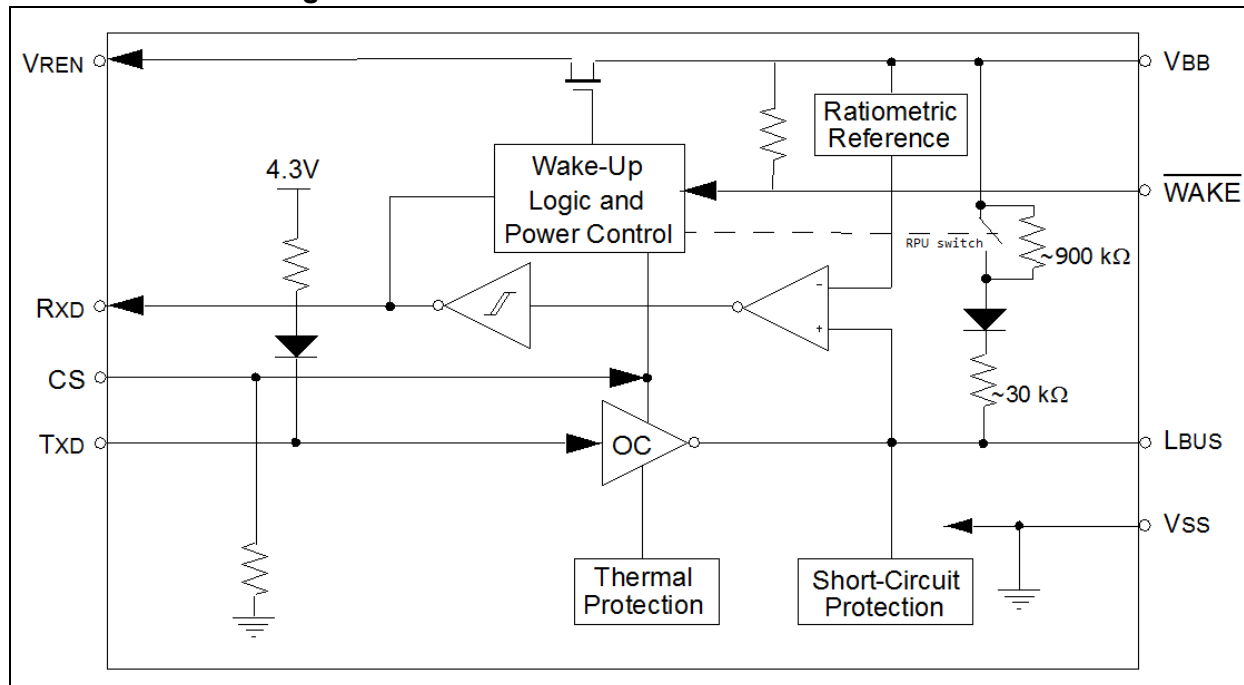 VREN
VBB
Ratiometric
Reference
Wake-Up
Logic and
Power Control
4.3V
WAKE
RPU switch
~900 kΩ
-
+
RXD
CS
~30 kΩ
TXD
OC
LBUS
VSS
Thermal
Protection
Short-Circuit
Protection